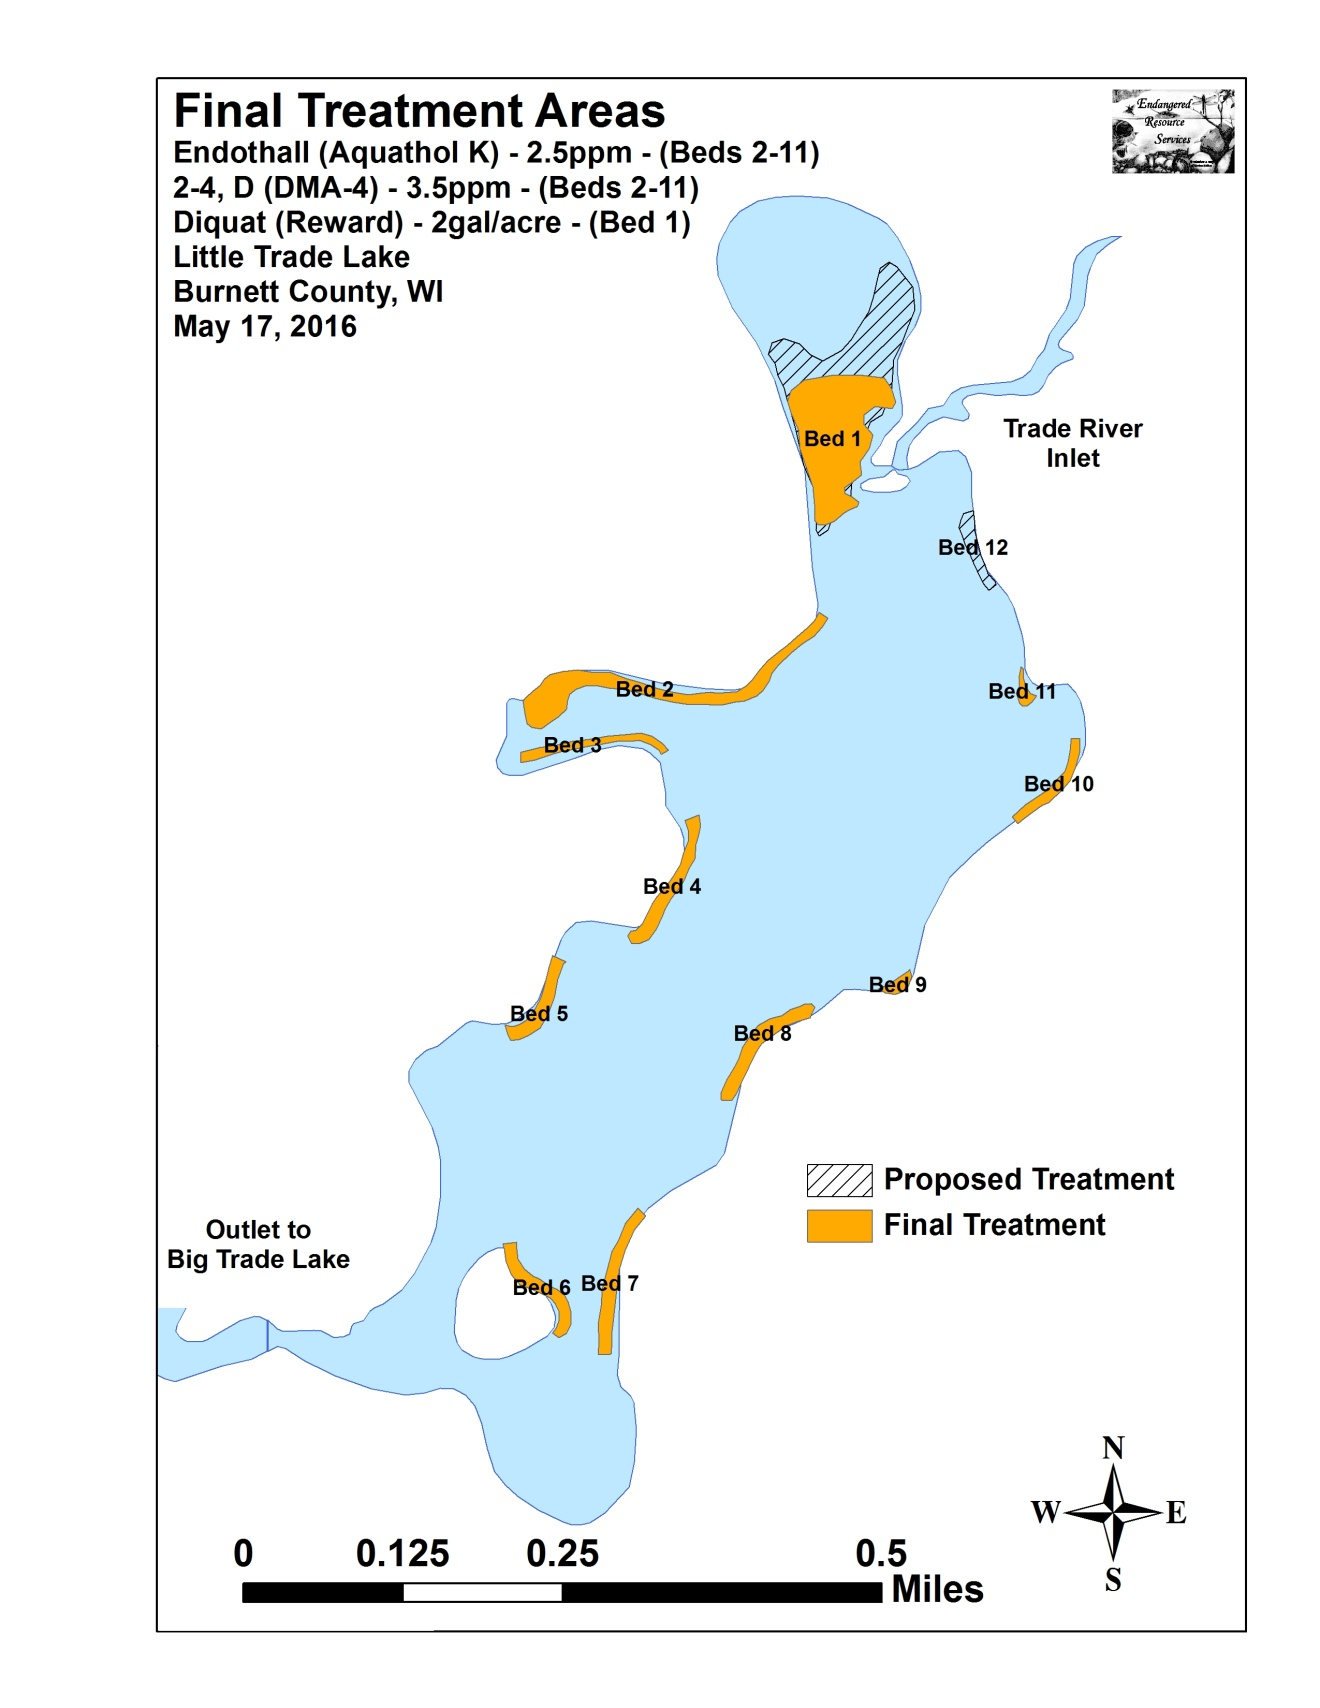 Final Treatment Areas
Endothall (Aquathol K) - 2.5ppm - (Beds 2-11)
2-4, D (DMA-4) - 3.5ppm - (Beds 2-11)
Diquat (Reward) - 2gal/acre - (Bed 1)
Little Trade Lake
Burnett County, WI
May 17, 2016
Endangered
Resource
Services
Trade River
Inlet
Bed 1
Bed 12
Bed 2
Bed 11
Bed 3
Bed 10
Bed 4
Bed 9
Bed 5
Bed 8
Proposed Treatment
Final Treatment
Outlet to
Big Trade Lake
Bed 6
Bed 7
N
W
E
S
0 0.125 0.25 0.5
Miles